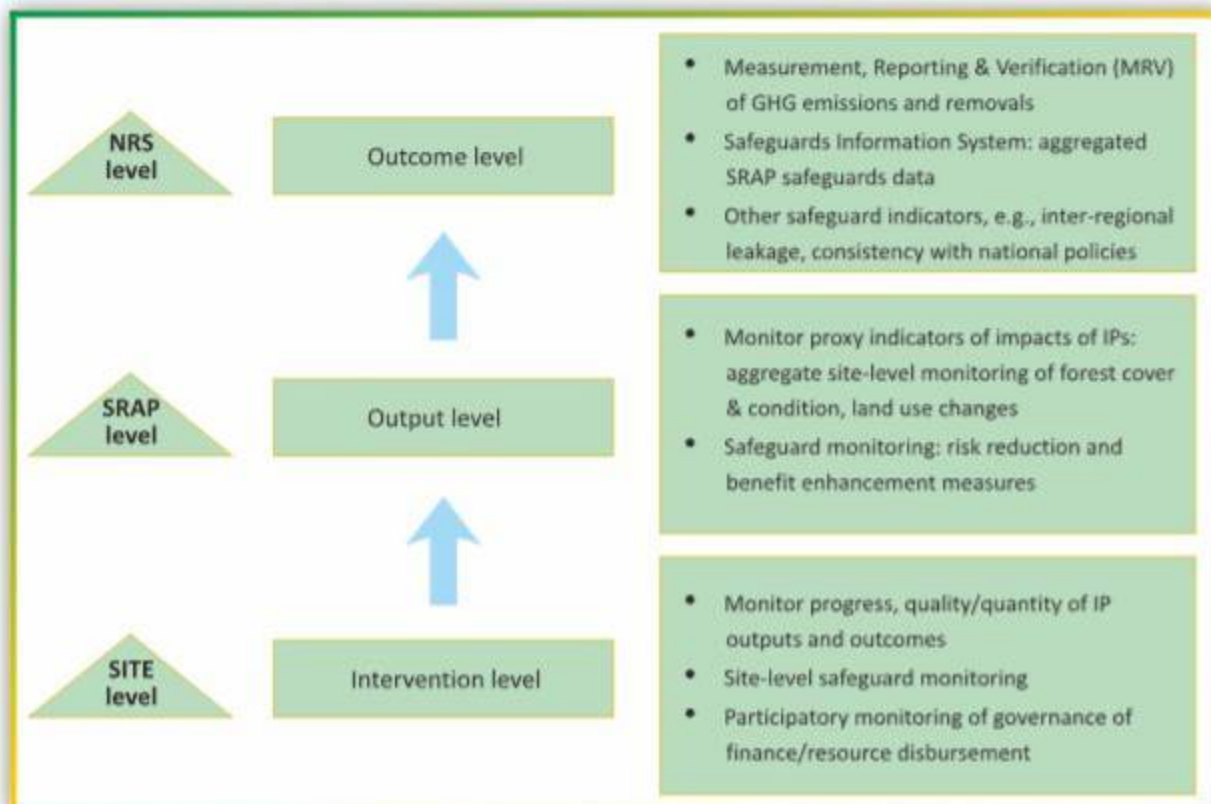 NRS
level
Outcome level
• Measurement, Reporting & Verification (MRV)
of GHG emissions and removals
• Safeguards Information System: aggregated
SRAP safeguards data
• Other safeguard indicators, e.g., inter-regional
leakage, consistency with national policies
SRAP
level
Output level
• Monitor proxy indicators of impacts of IPs:
aggregate site-level monitoring of forest cover
& condition, land use changes
• Safeguard monitoring: risk reduction and
benefit enhancement measures
SITE
level
Intervention level
• Monitor progress, quality/quantity of IP
outputs and outcomes
• Site-level safeguard monitoring
• Participatory monitoring of governance of
finance/resource disbursement